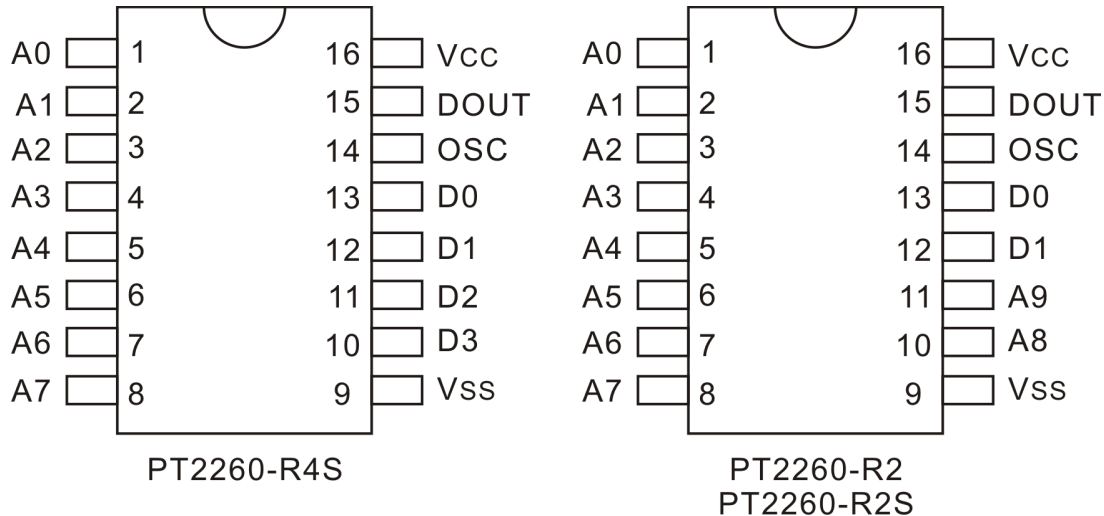 A0 1 16 VCC
A1 2 15 DOUT
A2 3 14 OSC
A3 4 13 D0
A4 5 12 D1
A5 6 11 D2
A6 7 10 D3
A7 8 9 VSS
PT2260-R4S
A0 1 16 VCC
A1 2 15 DOUT
A2 3 14 OSC
A3 4 13 D0
A4 5 12 D1
A5 6 11 A9
A6 7 10 A8
A7 8 9 VSS
PT2260-R2
PT2260-R2S